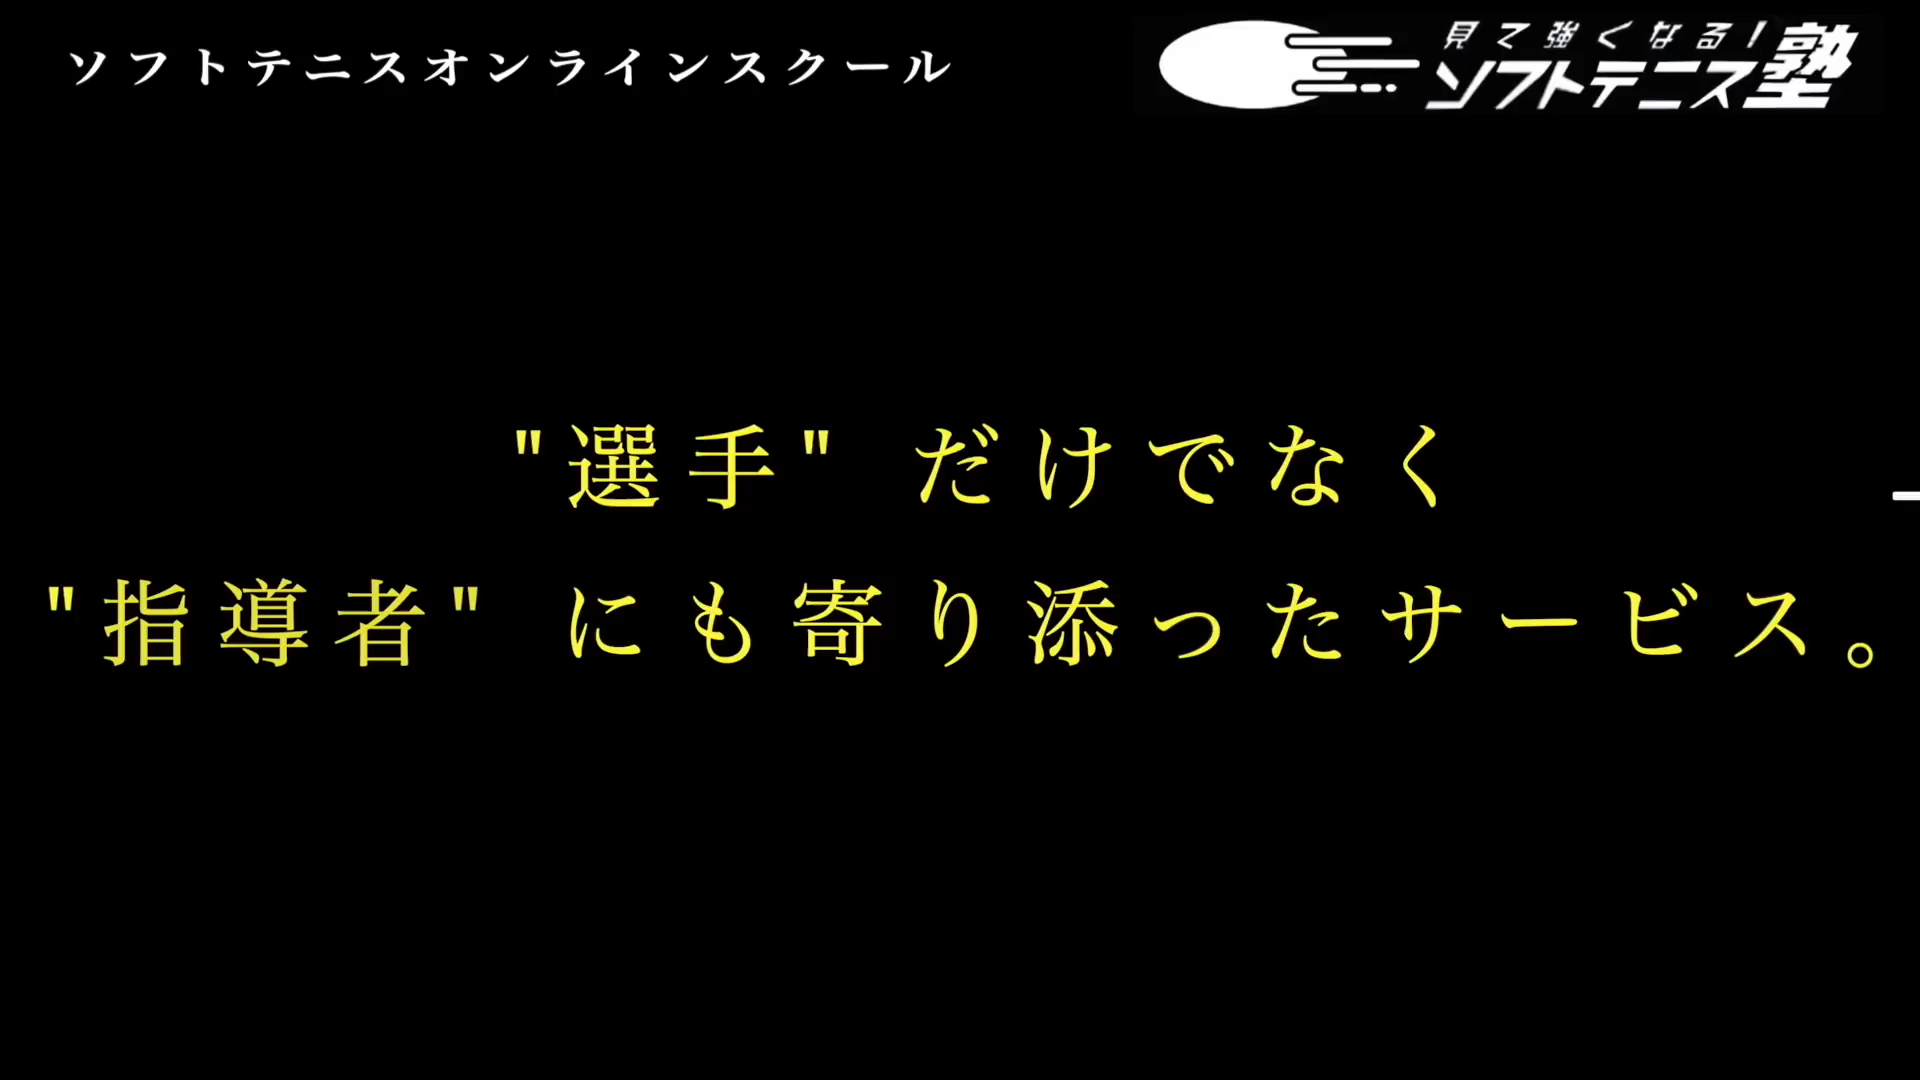 ソフトテニスオンラインスクール
見て強くなる!
ソフトテニス塾
"選手" だけでなく
"指導者" にも寄り添ったサービス。